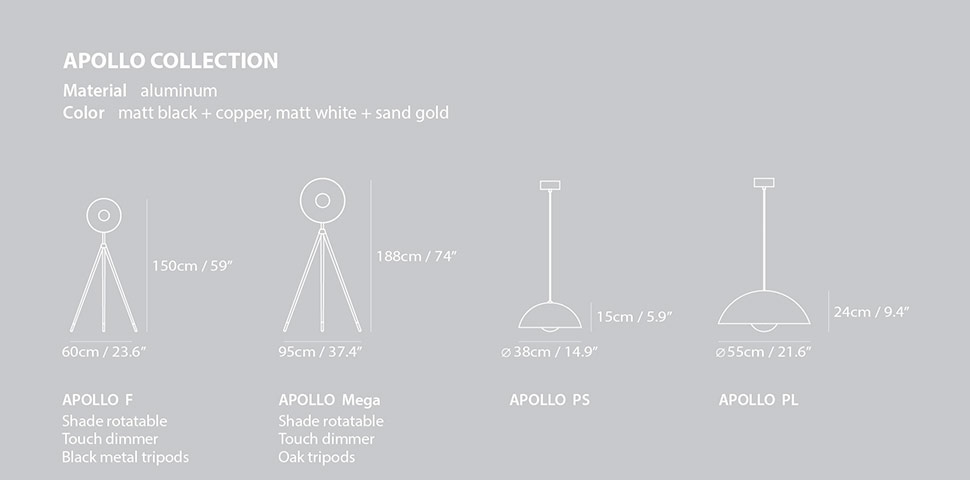 APOLLO COLLECTION
Material aluminum
Color matt black + copper, matt white + sand gold
150cm / 59”
188cm / 74”
15cm / 5.9”
24cm / 9.4”
60cm / 23.6”
95cm / 37.4”
⌀ 38cm / 14.9”
⌀ 55cm / 21.6”
APOLLO F
Shade rotatable
Touch dimmer
Black metal tripods
APOLLO Mega
Shade rotatable
Touch dimmer
Oak tripods
APOLLO PS
APOLLO PL